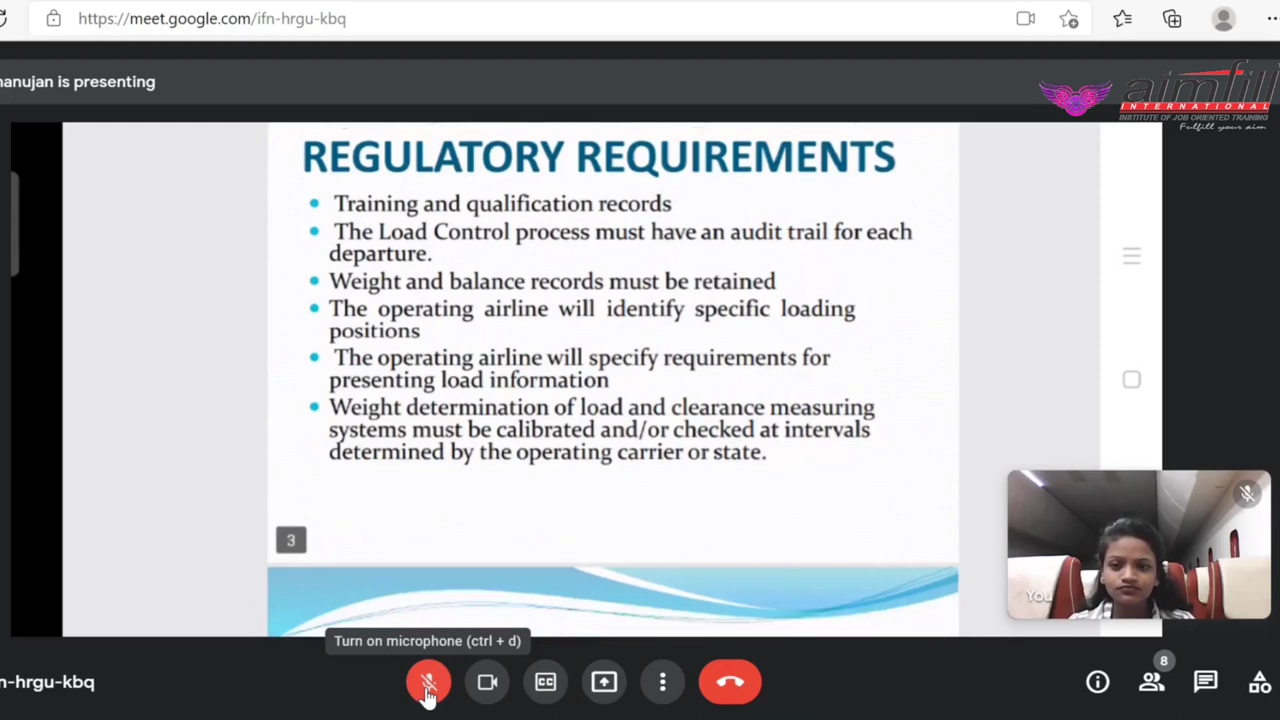 https://meet.google.com/ifn-hrgu-kbq
anujan is presenting
aimfill
INTERNATIONAL
INSTITUTE OF JOB ORIENTED TRAINING
Fulfill your aim
REGULATORY REQUIREMENTS
• Training and qualification records
• The Load Control process must have an audit trail for each
departure.
• Weight and balance records must be retained
• The operating airline will identify specific loading
positions
• The operating airline will specify requirements for
presenting load information
• Weight determination of load and clearance measuring
systems must be calibrated and/or checked at intervals
determined by the operating carrier or state.
3
You
Turn on microphone (ctrl + d)
n-hrgu-kbq
CC
8